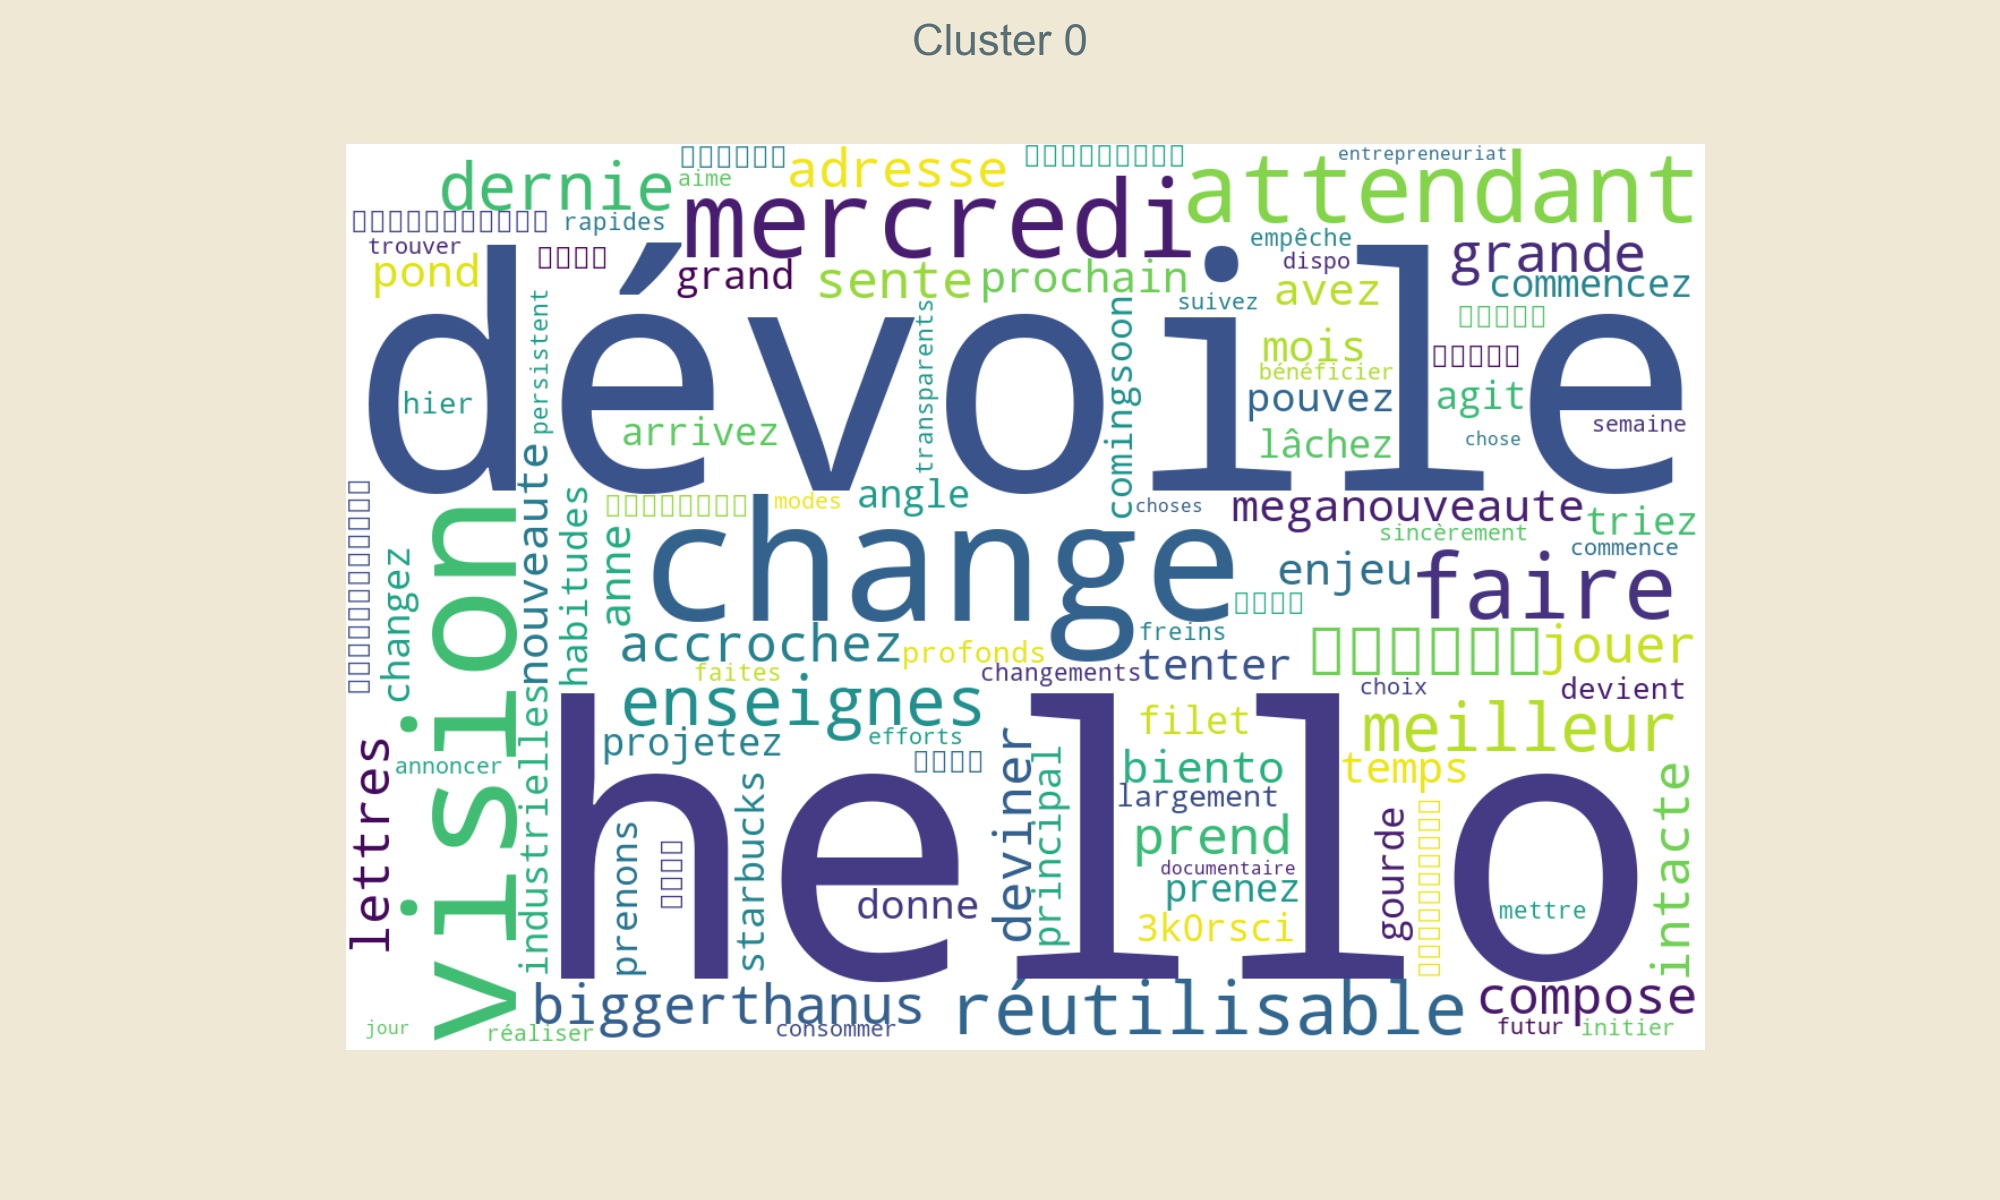 Cluster 0
entrepreneuriat
dernie
aime
adresse
mercredi
attendant
rapides
trouver
pond
grand
sente
prochain
empêche
dispo
grande
commencez
suivez
avez
dévoile
persistent
transparents
comingsoon
mois
bénéficier
pouvez
agit
hier
arrivez
lâchez
chose
semaine
vision
nouveaute
habitudes
modes
angle
choses
meganouveaute
triez
sincèrement
commence
changez
anne
change
enjeu
faire
accrochez
profonds
freins
tenter
jouer
faites
changements
choix
devient
enseignes
filet
meilleur
projetez
efforts
deviner
principal
biento
temps
lettres
annoncer
industrielles
hello
starbucks
largement
intacte
prenons
prend
gourde
documentaire
prenez
donne
3k0rsci
mettre
biggerthanus
réutilisable
compose
jour
réaliser
consommer
futur
initier